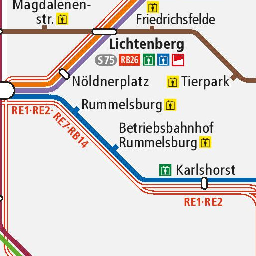 Magdalenen-
str.
Friedrichsfelde
Lichtenberg
S75 RB26
Nöldnerplatz
Tierpark
Rummelsburg
RE1·RE2·
RE7·RB14
Betriebsbahnhof
Rummelsburg
Karlshorst
RE1·RE2